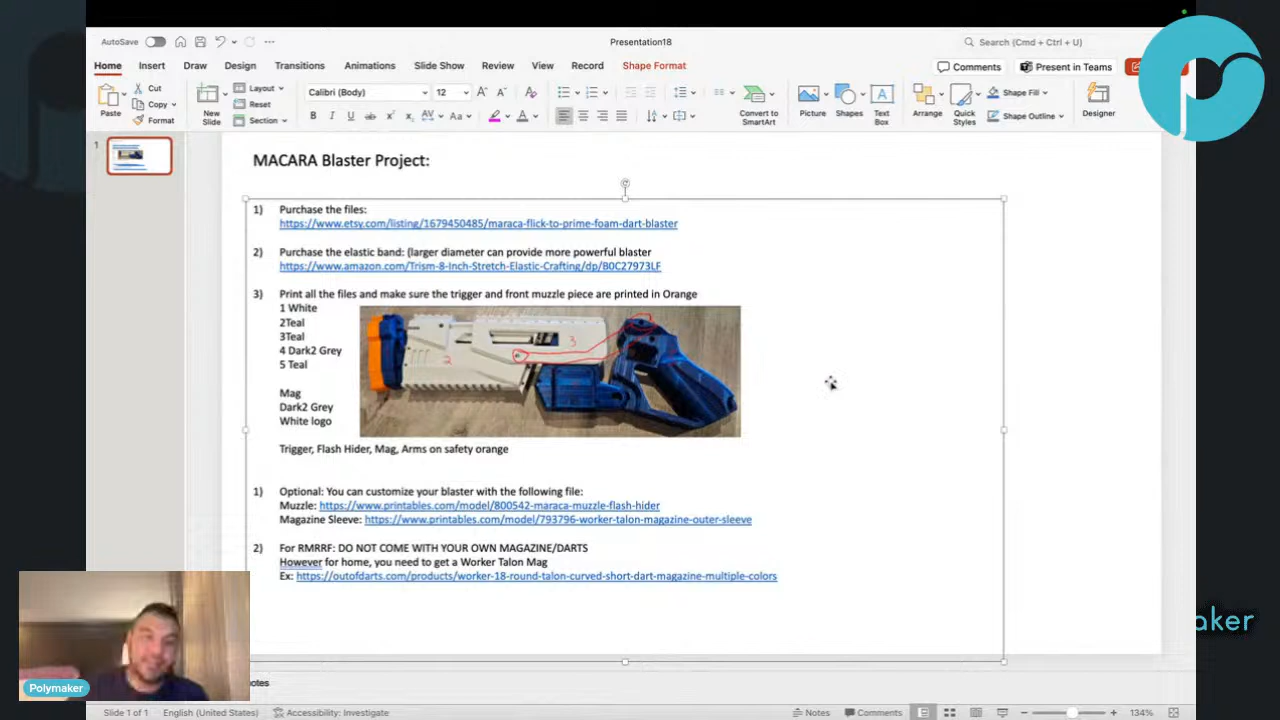 AutoSave
Presentation18
Search (Cmd + Ctrl + U)
Home
Insert
Draw
Design
Transitions
Animations
Slide Show
Review
View
Record
Shape Format
Comments
Present in Teams
Paste
Cut
Copy
Format
New Slide
Layout
Reset
Section
Calibri (Body)
12
Convert to SmartArt
Picture
Shapes
Text Box
Arrange
Quick Styles
Shape Fill
Shape Outline
Designer
1
MACARA Blaster Project:
1) Purchase the files:
https://www.etsy.com/listing/1679450485/maraca-flick-to-prime-foam-dart-blaster
2) Purchase the elastic band: (larger diameter can provide more powerful blaster
https://www.amazon.com/Trism-8-Inch-Stretch-Elastic-Crafting/dp/B0C27973LF
3) Print all the files and make sure the trigger and front muzzle piece are printed in Orange
1 White
2Teal
3Teal
4 Dark2 Grey
5 Teal
2
3
Mag
Dark2 Grey
White logo
Trigger, Flash Hider, Mag, Arms on safety orange
1) Optional: You can customize your blaster with the following file:
Muzzle: https://www.printables.com/model/800542-maraca-muzzle-flash-hider
Magazine Sleeve: https://www.printables.com/model/793796-worker-talon-magazine-outer-sleeve
2) For RMRRF: DO NOT COME WITH YOUR OWN MAGAZINE/DARTS
However for home, you need to get a Worker Talon Mag
Ex: https://outofdarts.com/products/worker-18-round-talon-curved-short-dart-magazine-multiple-colors
aker
Polymaker
otes
Slide 1 of 1
English (United States)
Accessibility: Investigate
Notes
Comments
134%